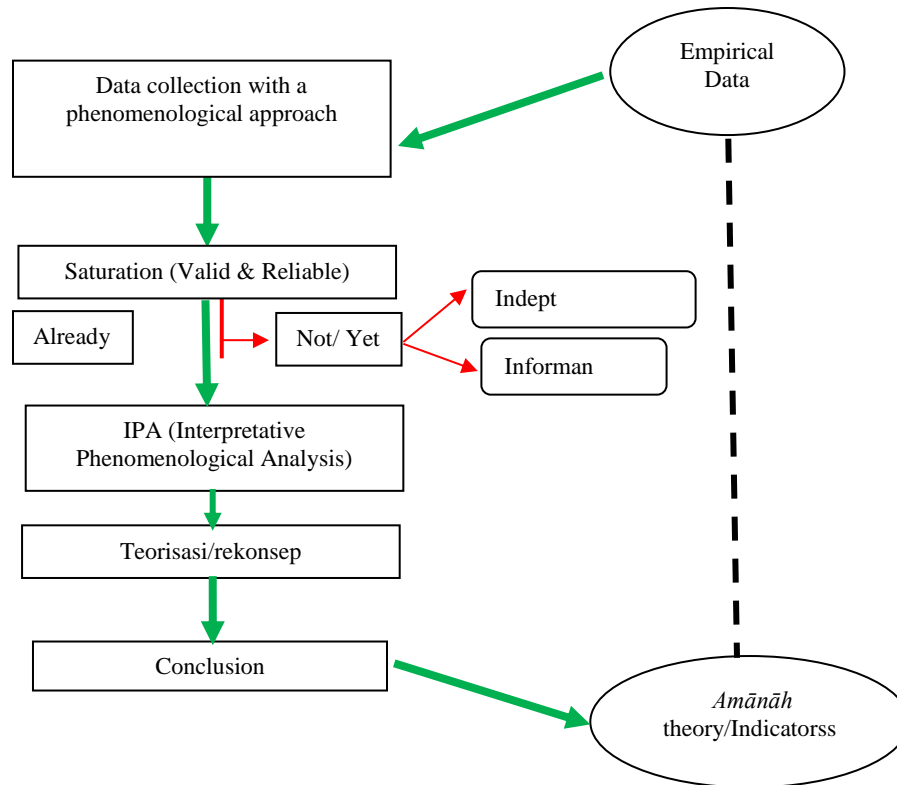 Empirical
Data
Data collection with a
phenomenological approach
Saturation (Valid & Reliable)
Already
Not/ Yet
Indept
Informan
IPA (Interpretative
Phenomenological Analysis)
Teorisasi/rekonsep
Conclusion
Amānāh
theory/Indicatorss